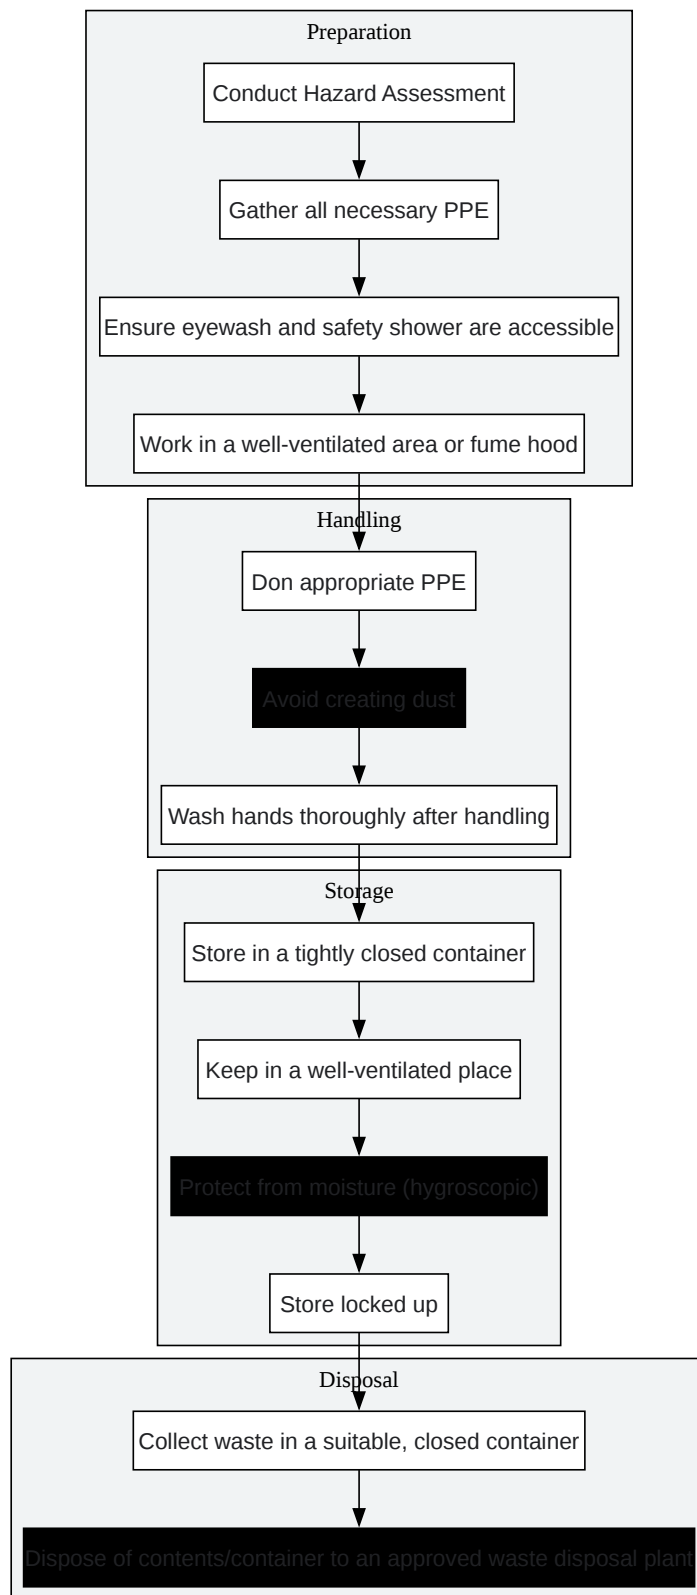 Preparation
Conduct Hazard Assessment
Gather all necessary PPE
Ensure eyewash and safety shower are accessible
Work in a well-ventilated area or fume hood
Handling
Don appropriate PPE
Avoid creating dust
Wash hands thoroughly after handling
Storage
Store in a tightly closed container
Keep in a well-ventilated place
Protect from moisture (hygroscopic)
Store locked up
Disposal
Collect waste in a suitable, closed container
Dispose of contents/container to an approved waste disposal plant